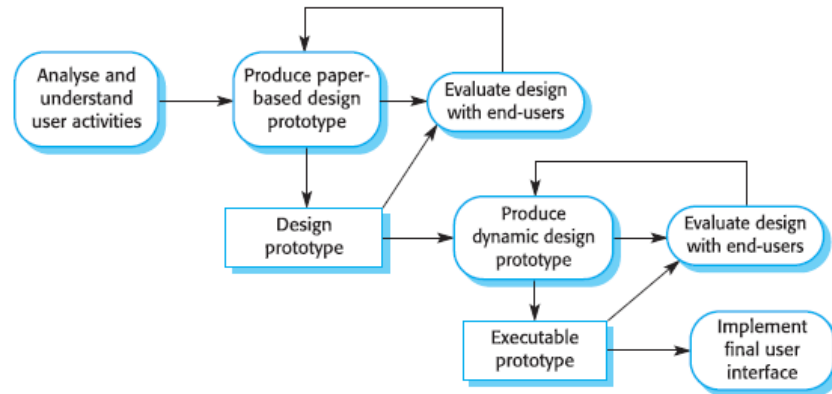 Analyse and
understand
user activities
Produce paper-
based design
prototype
Evaluate design
with end-users
Design
prototype
Produce
dynamic design
prototype
Evaluate design
with end-users
Executable
prototype
Implement
final user
interface